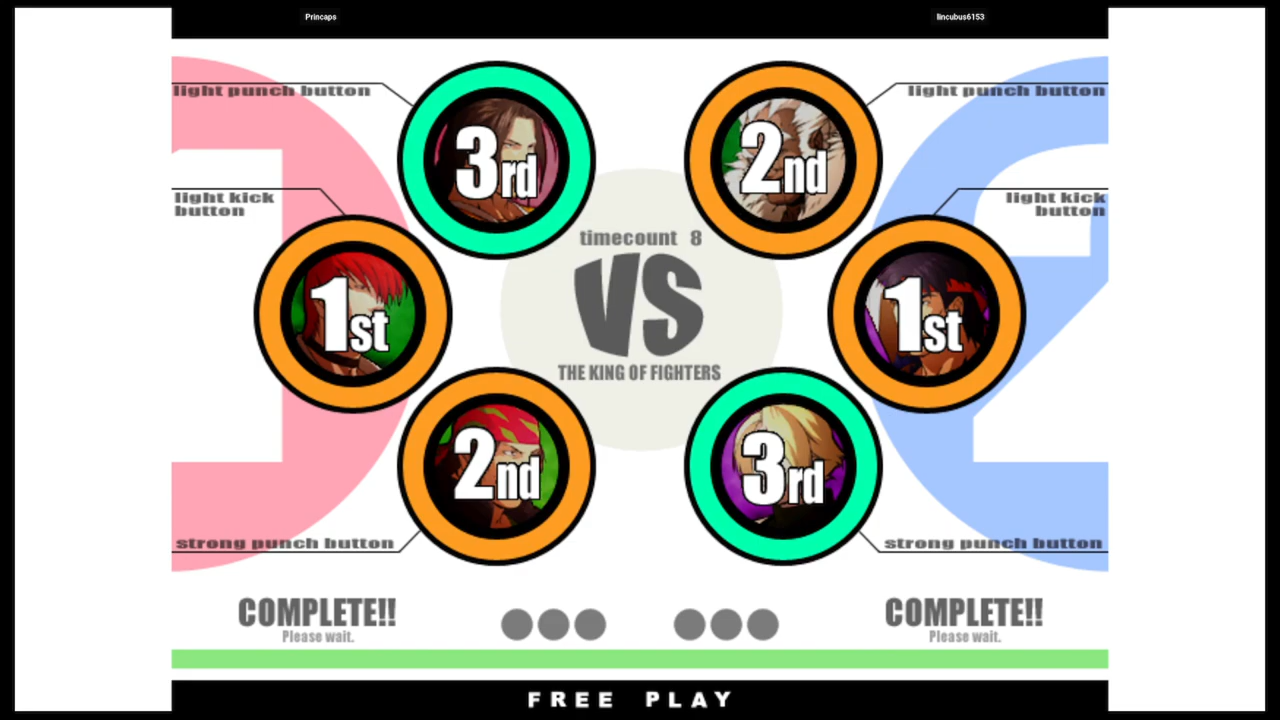 Princaps
lincubus6153
light punch button
light punch button
3rd
2nd
light kick
button
light kick
button
timecount 8
VS
THE KING OF FIGHTERS
1st
1st
2nd
3rd
strong punch button
strong punch button
COMPLETE!!
Please wait.
COMPLETE!!
Please wait.
FREE PLAY